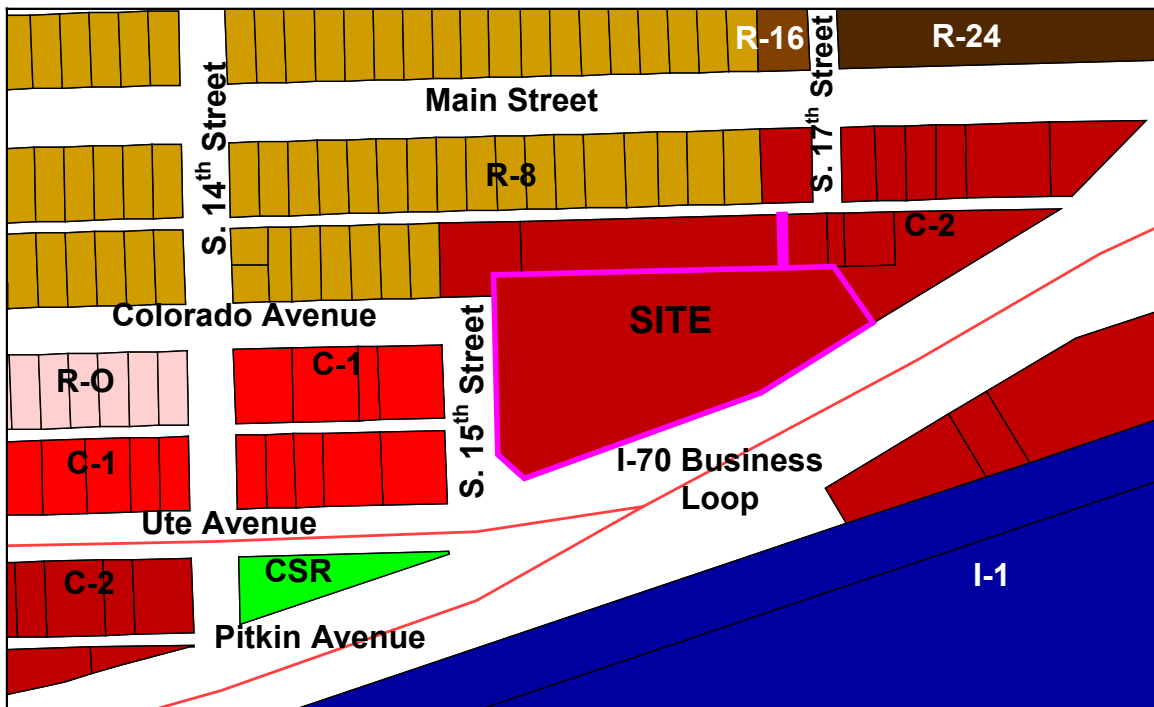 R-16
R-24
S. 17th Street
Main Street
S. 14th Street
R-8
C-2
Colorado Avenue
SITE
S. 15th Street
C-1
R-O
C-1
I-70 Business
Loop
Ute Avenue
C-2
CSR
I-1
Pitkin Avenue